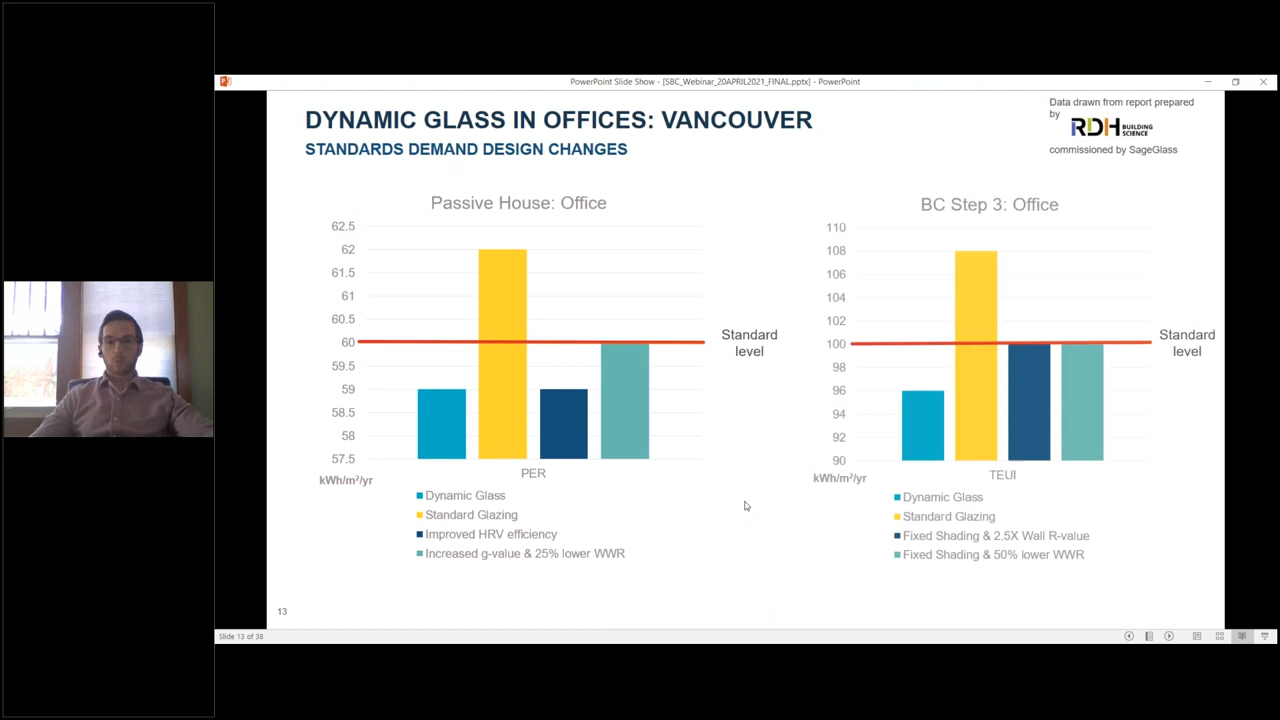 PowerPoint Slide Show - [SBC_Webinar_20APRIL2021_FINAL.pptx] - PowerPoint
DYNAMIC GLASS IN OFFICES: VANCOUVER
STANDARDS DEMAND DESIGN CHANGES
Data drawn from report prepared
by
RDH BUILDING
SCIENCE
commissioned by SageGlass
Passive House: Office
62.5
62
61.5
61
60.5
60
59.5
59
58.5
58
57.5
Standard
level
kWh/m²/yr
PER
Dynamic Glass
Standard Glazing
Improved HRV efficiency
Increased g-value & 25% lower WWR
BC Step 3: Office
110
108
106
104
102
100
98
96
94
92
90
Standard
level
kWh/m²/yr
TEUI
Dynamic Glass
Standard Glazing
Fixed Shading & 2.5X Wall R-value
Fixed Shading & 50% lower WWR
13
Slide 13 of 38